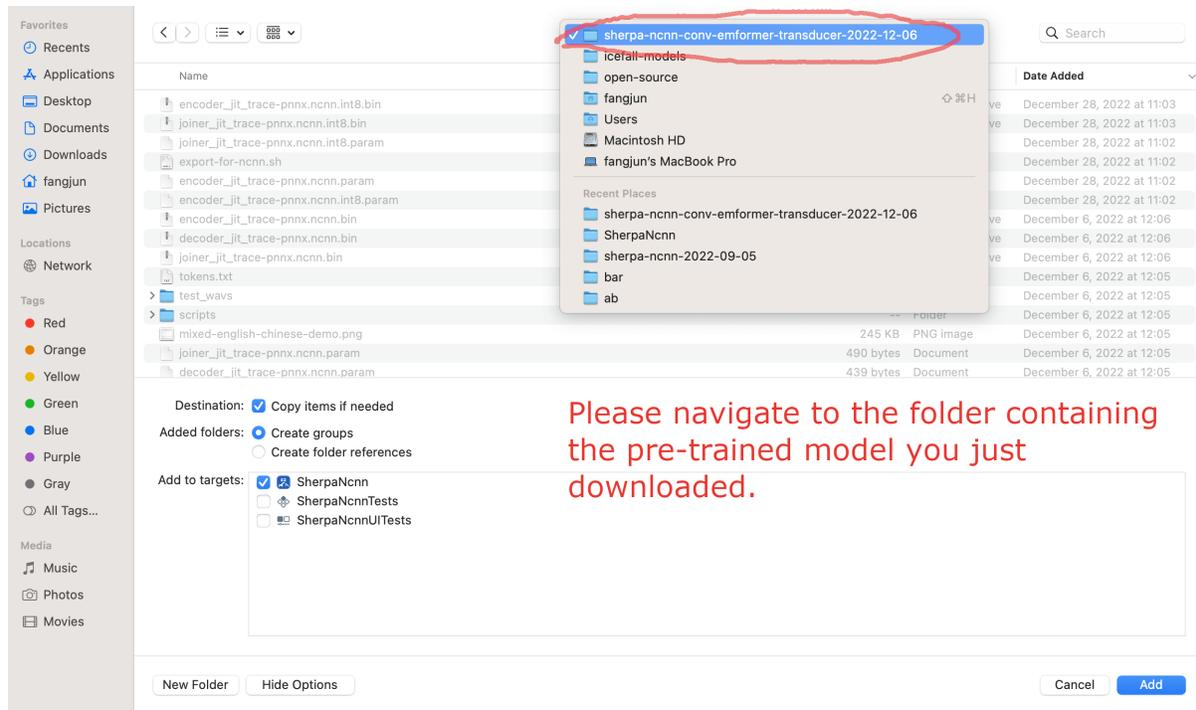 Favorites
Recents
Applications
Desktop
Documents
Downloads
fangjun
Pictures
Locations
Network
Tags
Red
Orange
Yellow
Green
Blue
Purple
Gray
All Tags...
Media
Music
Photos
Movies
Search
sherpa-ncnn-conv-emformer-transducer-2022-12-06
icefall-models
open-source
fangjun ⇧⌘H
Users
Macintosh HD
fangjun's MacBook Pro
Recent Places
sherpa-ncnn-conv-emformer-transducer-2022-12-06
SherpaNcnn
sherpa-ncnn-2022-09-05
bar
ab
Name Date Added
encoder_jit_trace-pnnx.ncnn.int8.bin ve December 28, 2022 at 11:03
joiner_jit_trace-pnnx.ncnn.int8.bin ve December 28, 2022 at 11:03
joiner_jit_trace-pnnx.ncnn.int8.param December 28, 2022 at 11:02
export-for-ncnn.sh December 28, 2022 at 11:02
encoder_jit_trace-pnnx.ncnn.param December 28, 2022 at 11:02
encoder_jit_trace-pnnx.ncnn.int8.param December 28, 2022 at 11:02
encoder_jit_trace-pnnx.ncnn.bin ve December 6, 2022 at 12:06
decoder_jit_trace-pnnx.ncnn.bin ve December 6, 2022 at 12:06
joiner_jit_trace-pnnx.ncnn.bin ve December 6, 2022 at 12:06
tokens.txt December 6, 2022 at 12:05
test_wavs December 6, 2022 at 12:05
scripts -- Folder December 6, 2022 at 12:05
mixed-english-chinese-demo.png 245 KB PNG image December 6, 2022 at 12:05
joiner_jit_trace-pnnx.ncnn.param 490 bytes Document December 6, 2022 at 12:05
decoder_jit_trace-pnnx.ncnn.param 439 bytes Document December 6, 2022 at 12:05
Destination: Copy items if needed
Added folders: Create groups
Create folder references
Add to targets: SherpaNcnn
SherpaNcnnTests
SherpaNcnnUITests
Please navigate to the folder containing
the pre-trained model you just
downloaded.
New Folder Hide Options Cancel Add